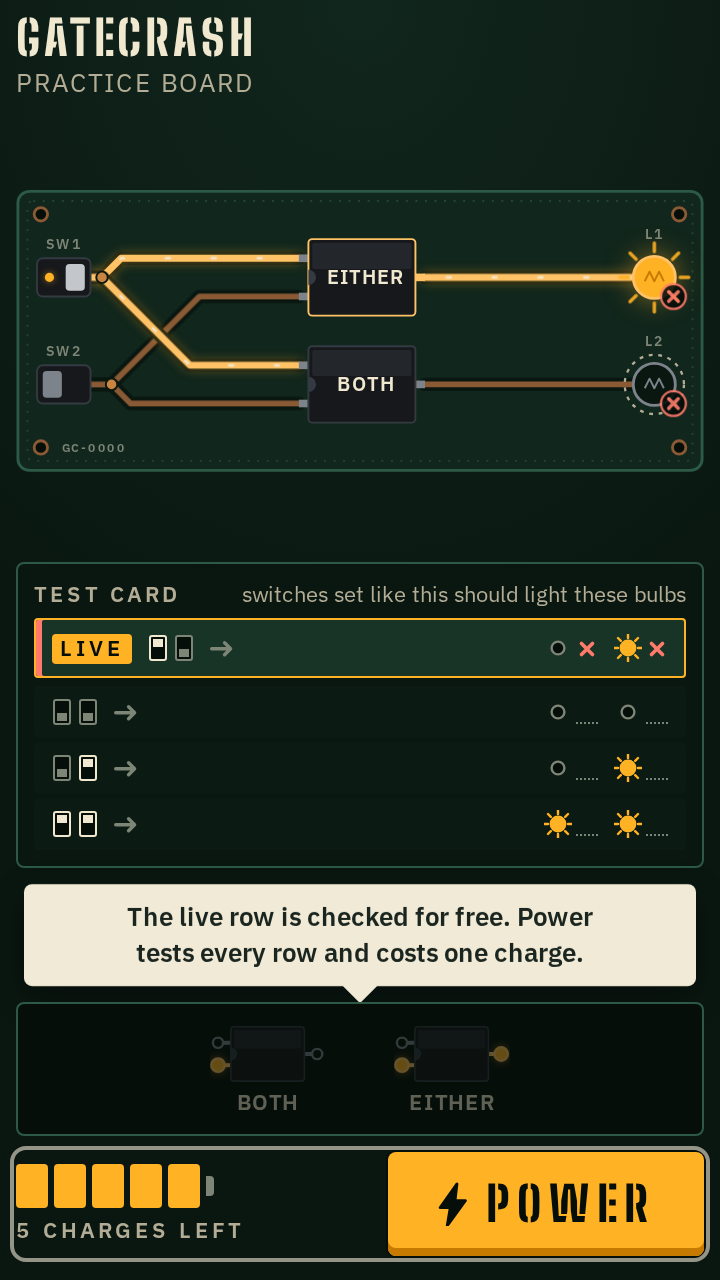 GATECRASH
PRACTICE BOARD
SW1
L1
EITHER
SW2
L2
BOTH
GC-0000
TEST CARD switches set like this should light these bulbs
LIVE
The live row is checked for free. Power
tests every row and costs one charge.
BOTH EITHER
5 CHARGES LEFT
POWER